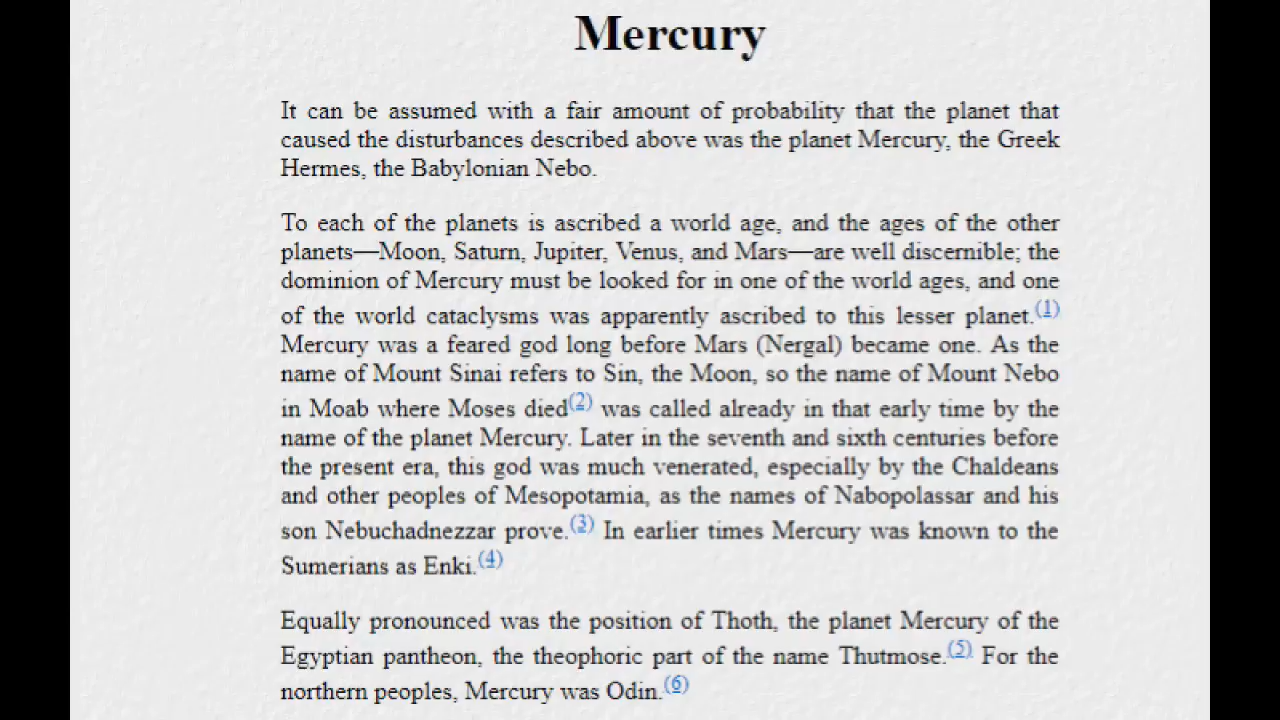 Mercury
It can be assumed with a fair amount of probability that the planet that
caused the disturbances described above was the planet Mercury, the Greek
Hermes, the Babylonian Nebo.
To each of the planets is ascribed a world age, and the ages of the other
planets—Moon, Saturn, Jupiter, Venus, and Mars—are well discernible; the
dominion of Mercury must be looked for in one of the world ages, and one
of the world cataclysms was apparently ascribed to this lesser planet.(1)
Mercury was a feared god long before Mars (Nergal) became one. As the
name of Mount Sinai refers to Sin, the Moon, so the name of Mount Nebo
in Moab where Moses died(2) was called already in that early time by the
name of the planet Mercury. Later in the seventh and sixth centuries before
the present era, this god was much venerated, especially by the Chaldeans
and other peoples of Mesopotamia, as the names of Nabopolassar and his
son Nebuchadnezzar prove.(3) In earlier times Mercury was known to the
Sumerians as Enki.(4)
Equally pronounced was the position of Thoth, the planet Mercury of the
Egyptian pantheon, the theophoric part of the name Thutmose.(5) For the
northern peoples, Mercury was Odin.(6)